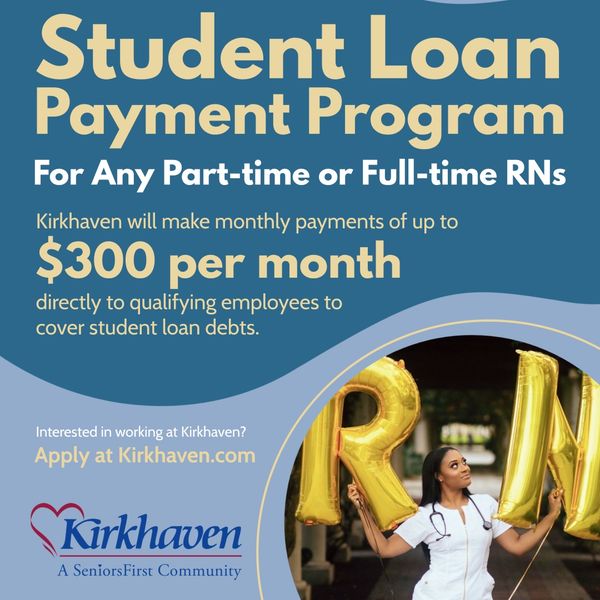 Student Loan
Payment Program
For Any Part-time or Full-time RNs
Kirkhaven will make monthly payments of up to
$300 per month
directly to qualifying employees to
cover student loan debts.
Interested in working at Kirkhaven?
Apply at Kirkhaven.com
Kirkhaven
A SeniorsFirst Community
RN